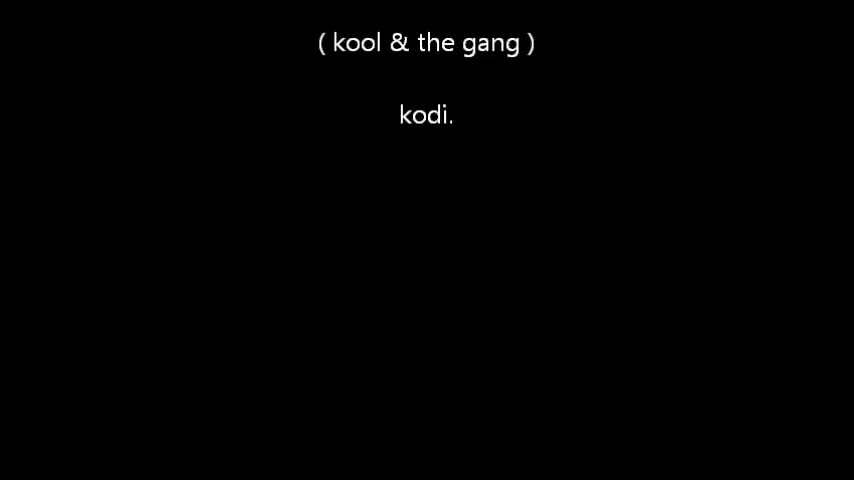 ( kool & the gang )
kodi.